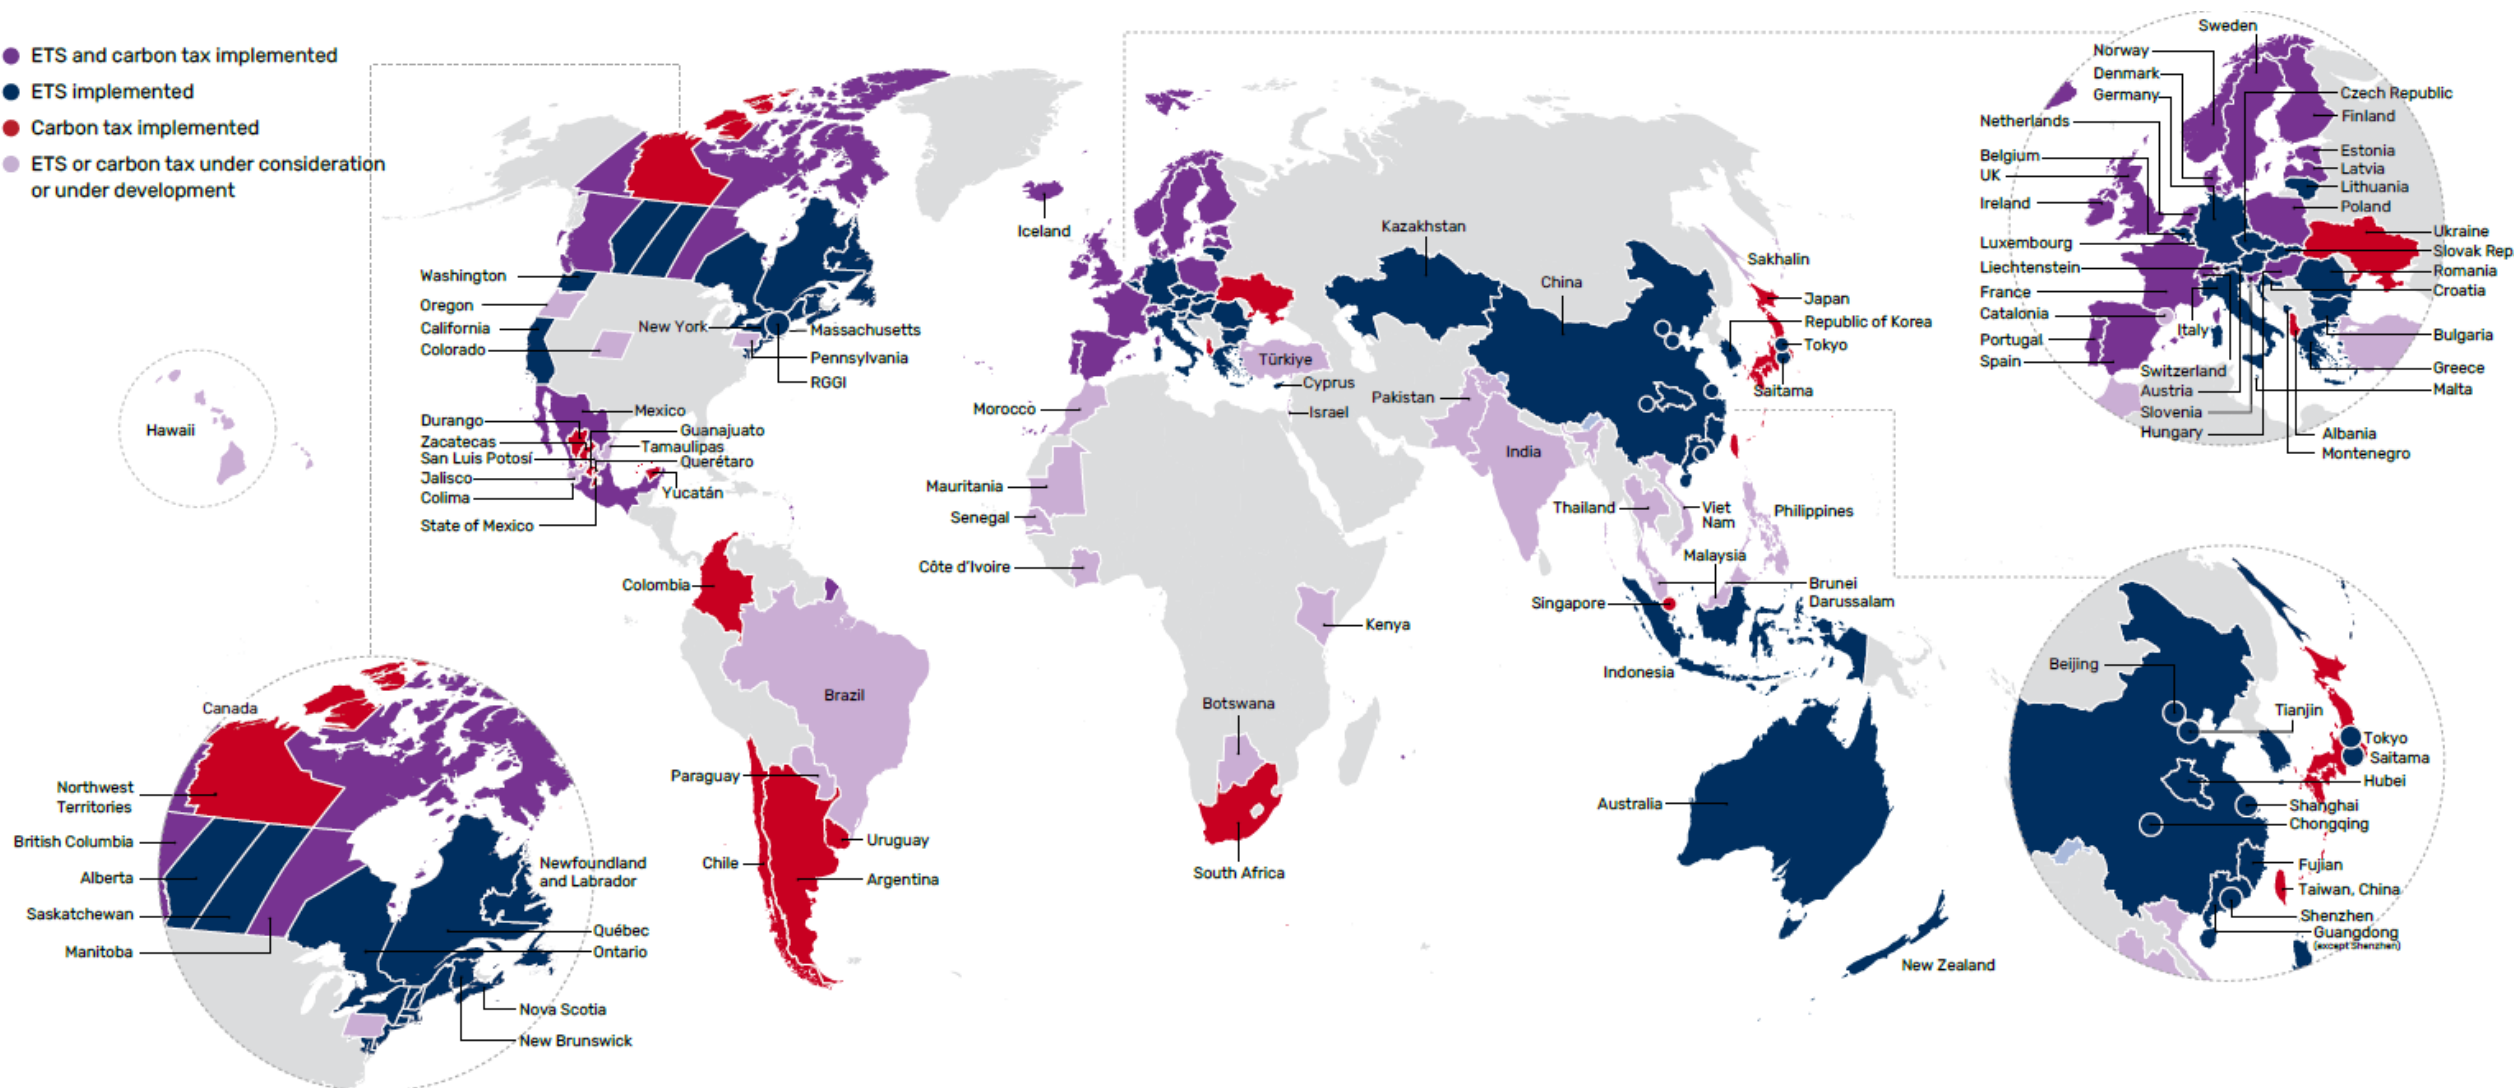 ETS and carbon tax implemented
ETS implemented
Carbon tax implemented
ETS or carbon tax under consideration
or under development
Hawaii
Washington
Oregon
California
Colorado
New York
Massachusetts
Pennsylvania
RGGI
Durango
Zacatecas
San Luis Potosí
Jalisco
Colima
State of Mexico
Mexico
Guanajuato
Tamaulipas
Querétaro
Yucatán
Canada
Northwest
Territories
British Columbia
Alberta
Saskatchewan
Manitoba
Newfoundland
and Labrador
Québec
Ontario
Nova Scotia
New Brunswick
Colombia
Brazil
Paraguay
Chile
Uruguay
Argentina
Iceland
Morocco
Mauritania
Senegal
Côte d'Ivoire
Türkiye
Cyprus
Israel
Kenya
Botswana
South Africa
Kazakhstan
China
Pakistan
India
Thailand
Viet
Nam
Philippines
Malaysia
Brunei
Darussalam
Singapore
Indonesia
Australia
New Zealand
Sakhalin
Japan
Republic of Korea
Tokyo
Saitama
Sweden
Norway
Denmark
Germany
Netherlands
Belgium
UK
Ireland
Luxembourg
Liechtenstein
France
Catalonia
Portugal
Spain
Italy
Switzerland
Austria
Slovenia
Hungary
Czech Republic
Finland
Estonia
Latvia
Lithuania
Poland
Ukraine
Slovak Rep
Romania
Croatia
Bulgaria
Greece
Malta
Albania
Montenegro
Beijing
Tianjin
Tokyo
Saitama
Hubei
Shanghai
Chongqing
Fujian
Taiwan, China
Shenzhen
Guangdong
(except Shenzhen)